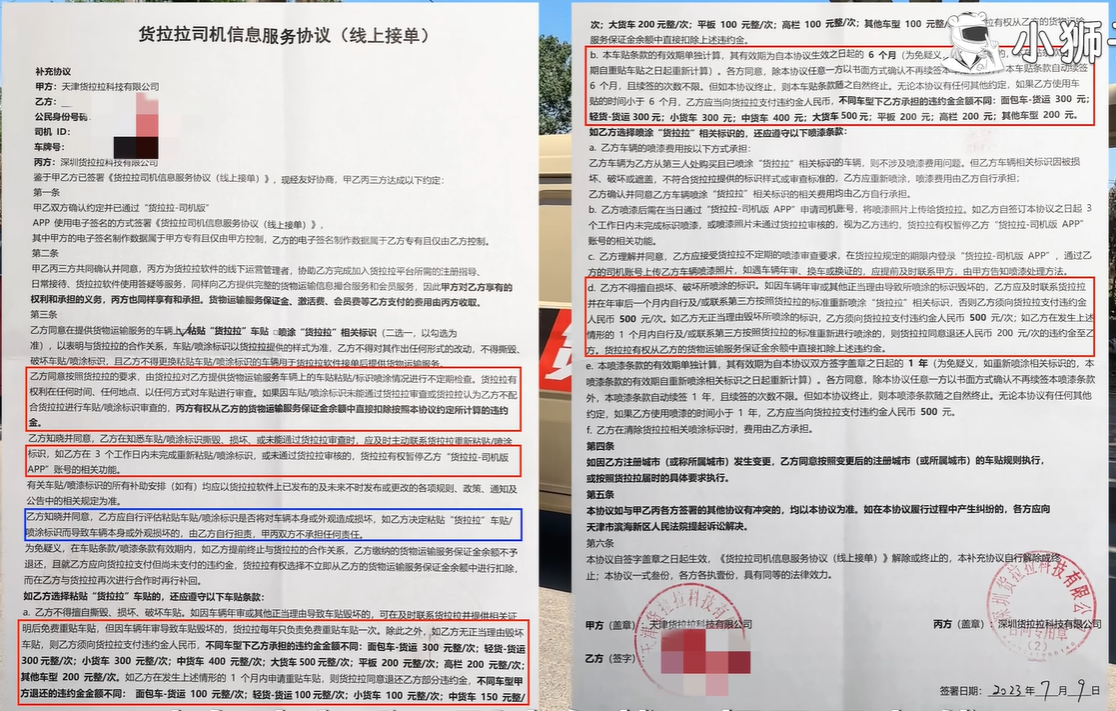 货拉拉司机信息服务协议（线上接单）
补充协议
甲方：天津货拉拉科技有限公司
乙方：
公民身份号码
司机 ID：
车牌号：
丙方：深圳货拉拉科技有限公司
鉴于甲乙方已签署《货拉拉司机信息服务协议（线上接单）》，现经友好协商，甲乙丙三方达成以下约定：
第一条
甲乙双方确认约定并已通过“货拉拉-司机版”
APP 使用电子签名的方式签署《货拉拉司机信息服务协议（线上接单）》，
其中甲方的电子签名制作数据属于甲方专有且仅由甲方控制，乙方的电子签名制作数据属于乙方专有且仅由乙方控制。
第二条
甲乙丙三方共同确认并同意，丙方为货拉拉软件的线下运营管理者，协助乙方完成加入货拉拉平台所需的注册指导、
日常接待、货拉拉软件使用答疑等服务，同时向乙方提供完整的货物运输信息撮合服务和会员服务，因此甲方对乙方享有的
权利和承担的义务，丙方也同样享有和承担。货物运输服务保证金、激活费、会员费等乙方支付的费用由丙方收取。
第三条
乙方同意在提供货物运输服务的车辆上✓粘贴“货拉拉”车贴 □喷涂“货拉拉”相关标识（二选一，以勾选为
准），以表明与货拉拉的合作关系，车贴/喷涂标识以货拉拉提供的样式为准，乙方不得对其作出任何形式的改动，不得撕毁、
破坏车贴/喷涂标识，且乙方不得更换粘贴车贴/喷涂标识的车辆用于货拉拉软件接单后提供货物运输服务。
乙方同意按照货拉拉的要求，由货拉拉对乙方提供货物运输服务车辆上的车贴粘贴/标识喷涂情况进行不定期检查。货拉拉有
权利在任何时间、任何地点、以任何方式对车贴进行审查。如果因车贴/喷涂标识未能通过货拉拉审查或货拉拉认为乙方不配
合货拉拉进行车贴/喷涂标识审查的，丙方有权从乙方的货物运输服务保证金余额中直接扣除按照本协议约定所计算的违约
金。
乙方知晓并同意，乙方在知悉车贴/喷涂标识撕毁、损坏、或未能通过货拉拉审查时，应及时主动联系货拉拉重新粘贴/喷涂
标识，如乙方在 3 个工作日内未完成重新粘贴/喷涂标识，或未通过货拉拉审核的，货拉拉有权暂停乙方“货拉拉-司机版
APP”账号的相关功能。
有关车贴/喷漆标识的所有补助安排（如有）均应以货拉拉软件上已发布的及未来不时发布或更改的各项规则、政策、通知及
公告中的相关规定为准。
乙方知晓并同意，乙方应自行评估粘贴车贴/喷涂标识是否将对车辆本身或外观造成损坏，如乙方决定粘贴“货拉拉”车贴/
喷涂标识而导致车辆本身或外观损坏的，由乙方自行担责，甲丙双方不承担任何责任。
为免疑义，在车贴条款/喷漆条款有效期内，如乙方提前终止与货拉拉的合作关系，乙方缴纳的货物运输服务保证金余额不予
退还，且就乙方应向货拉拉支付但尚未支付的违约金，货拉拉有权选择不立即从乙方的货物运输服务保证金余额中进行扣除，
而在乙方与货拉拉再次进行合作时再行补回。
如乙方选择粘贴“货拉拉”车贴的，还应遵守以下车贴条款：
a. 乙方不得擅自撕毁、损坏、破坏车贴。如因车辆年审或其他正当理由导致车贴毁坏的，可在及时联系货拉拉并提供相关证
明后免费重贴车贴，但因车辆年审导致车贴毁坏的，货拉拉每年只负责免费重贴车贴一次。除此之外，如乙方无正当理由毁坏
车贴，则乙方须向货拉拉支付违约金人民币，不同车型下乙方承担的违约金金额不同：面包车-货运 300 元/次；轻货-货运
300元/次；小货车 300 元/次；中货车 400 元/次；大货车500元/次；平板 200 元/次；高栏 200 元/次；
其他车型 200 元/次。如乙方在发生上述情形的 1 个月内申请重贴车贴，则货拉拉同意退还乙方部分违约金，不同车型甲
方退还的违约金金额不同： 面包车-货运 100 元/次；轻货-货运100元/次；小货车 100 元/次；中货车 150 元/
次；大货车 200 元/次；平板 100 元/次；高栏 100 元/次；其他车型 100 元/次。
服务保证金余额中直接扣除上述违约金。
小狮子
b. 本车贴条款的有效期单独计算，其有效期为自本协议生效之日起的 6 个月（为免疑义，
期自重贴车贴之日起重新计算）。各方同意，除本协议任意一方以书面方式确认不再续签本车贴条款外，本车贴条款自动续签
6 个月，且续签的次数不限。但如本协议终止，则本车贴条款随之自然终止。无论本协议有任何其他约定，如果乙方使用车
贴的时间小于 6 个月，乙方应当向货拉拉支付违约金人民币，不同车型下乙方承担的违约金金额不同：面包车-货运 300 元；
轻货-货运 300元；小货车 300 元；中货车 400 元；大货车500 元；平板 200 元；高栏 200 元；其他车型 200 元。
如乙方选择喷涂“货拉拉”相关标识的，还应遵守以下喷漆条款：
a. 乙方车辆的喷漆费用按以下方式承担：
乙方车辆为乙方从第三人处购买且已喷涂“货拉拉”相关标识的车辆，则不涉及喷漆费用问题。但乙方车辆相关标识因被损
坏、破坏或遮盖，不符合货拉拉提供的标识样式或审查标准的，乙方应重新喷涂，喷漆费用由乙方自行承担；
乙方确认并同意乙方车辆喷涂“货拉拉”相关标识的相关费用均由乙方自行承担。
b. 乙方喷漆后需在当日通过“货拉拉-司机版 APP”申请司机账号，将喷漆照片上传给货拉拉。如乙方自签订本协议之日起 3
个工作日内未完成标识喷漆，或喷漆照片未通过货拉拉审核的，视为乙方违约，货拉拉有权暂停乙方“货拉拉-司机版 APP”
账号的相关功能。
c. 乙方理解并同意，乙方应接受货拉拉不定期的喷漆审查要求，在货拉拉规定的期限内登录“货拉拉-司机版 APP”，通过乙
方的司机账号上传乙方车辆喷漆照片，如遇车辆年审、换车或换证的，应提前及时联系甲方，由甲方告知喷漆处理方法。
d. 乙方不得擅自损坏、破坏所喷涂的标识。如因车辆年审或其他正当理由导致所喷涂的标识毁坏的，乙方应及时联系货拉拉
并在年审后一个月内自行及/或联系第三方按照货拉拉的标准重新喷涂“货拉拉”相关标识，否则乙方须向货拉拉支付违约金
人民币 500 元/次。如乙方无正当理由毁坏所喷涂的标识，乙方须向货拉拉支付违约金人民币 500 元/次；如乙方在发生上述
情形的 1 个月内自行及/或联系第三方按照货拉拉的标准重新进行喷涂的，则货拉拉同意退还人民币 200 元/次的违约金至乙
方。货拉拉有权从乙方的货物运输服务保证金余额中直接扣除上述违约金。
e. 本喷漆条款的有效期单独计算，其有效期为自本协议双方签字盖章之日起的 1 年（为免疑义，如重新喷涂相关标识的，本
喷漆条款的有效期自重新喷涂相关标识之日起重新计算）。各方同意，除本协议任意一方以书面方式确认不再续签本喷漆条款
外，本喷漆条款自动续签 1 年，且续签的次数不限。但如本协议终止，则本喷漆条款随之自然终止。无论本协议有任何其他
约定，如果乙方使用喷漆的时间小于 1 年，乙方应当向货拉拉支付违约金人民币 500 元。
f. 乙方在清除货拉拉相关喷涂标识时，费用由乙方承担。
第四条
如因乙方注册城市（或称所属城市）发生变更，乙方同意按照变更后的注册城市（或所属城市）的车贴规则执行，
或按照货拉拉届时的具体要求执行。
第五条
本协议如与甲乙丙各方签署的其他协议有冲突的，均以本协议为准。如在本协议履行过程中产生纠纷的，各方应向
天津市滨海新区人民法院提起诉讼解决。
第六条
本协议自签字盖章之日起生效，《货拉拉司机信息服务协议（线上接单）》解除或终止的，本补充协议自行解除或终
止；本协议一式叁份，各方各执壹份，具有同等的法律效力。
甲方（盖章）：天津货拉拉科技有限公司
丙方（盖章）：深圳货拉拉科技有限公司
乙方（签字）
签署日期： 2023 年 7 月 9 日